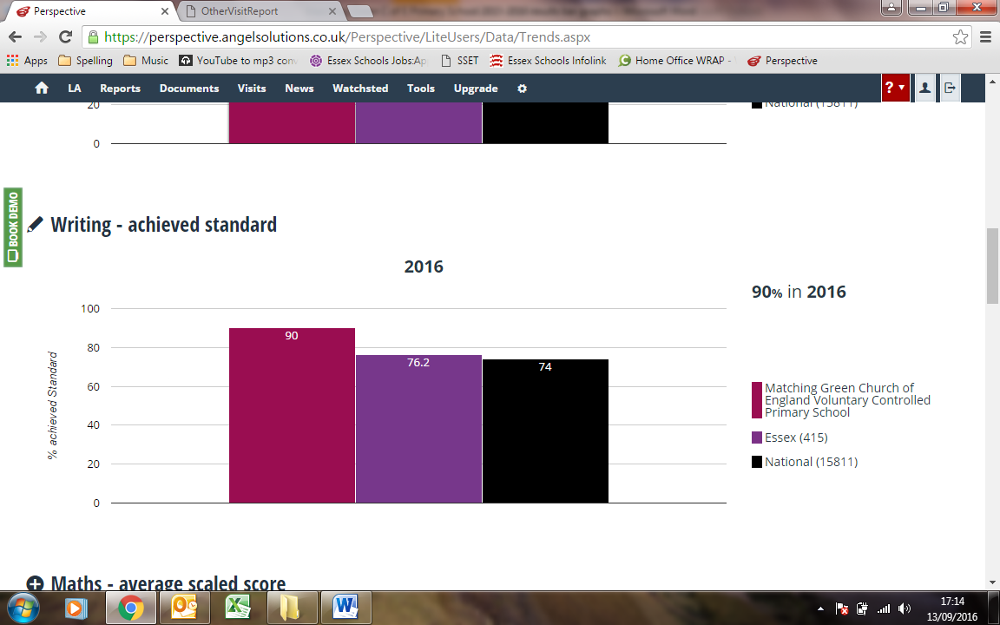 Perspective
OtherVisitReport
https://perspective.angelsolutions.co.uk/Perspective/LiteUsers/Data/Trends.aspx
Apps Spelling Music YouTube to mp3 con Essex Schools Jobs:Ap SSET Essex Schools Infolink Home Office WRAP - Perspective
LA Reports Documents Visits News Watchsted Tools Upgrade ?
20
National (15811)
0
BOOK DEMO
Writing - achieved standard
2016
90% in 2016
% achieved Standard
100
80
60
40
20
0
90
76.2
74
Matching Green Church of
England Voluntary Controlled
Primary School
Essex (415)
National (15811)
Maths - average scaled score
17:14
13/09/2016